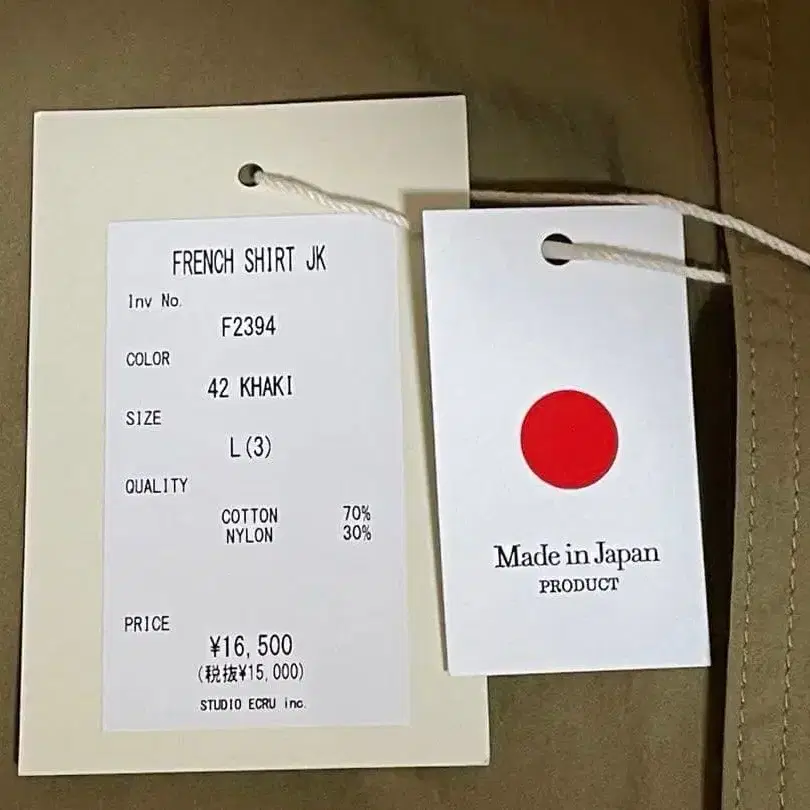 FRENCH SHIRT JK
Inv No.
F2394
COLOR
42 KHAKI
SIZE
L(3)
QUALITY
COTTON 70%
NYLON 30%
PRICE
¥16,500
(税抜¥15,000)
STUDIO ECRU inc.
Made in Japan
PRODUCT